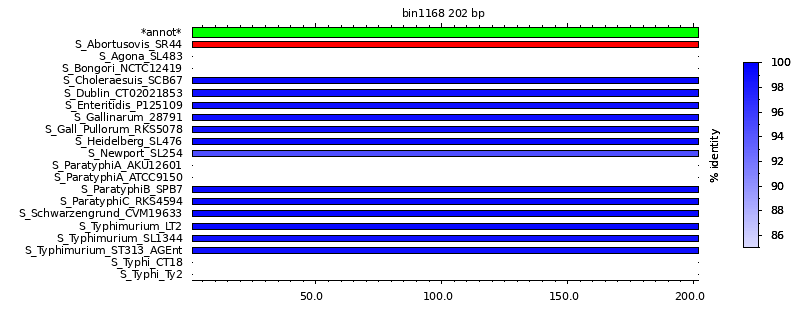 bin1168 202 bp
*annot*
S_Abortusovis_SR44
S_Agona_SL483
S_Bongori_NCTC12419
S_Choleraesuis_SCB67
S_Dublin_CT02021853
S_Enteritidis_P125109
S_Gallinarum_28791
S_Gall_Pullorum_RKS5078
S_Heidelberg_SL476
S_Newport_SL254
S_ParatyphiA_AKU12601
S_ParatyphiA_ATCC9150
S_ParatyphiB_SPB7
S_ParatyphiC_RKS4594
S_Schwarzengrund_CVM19633
S_Typhimurium_LT2
S_Typhimurium_SL1344
S_Typhimurium_ST313_AGEnt
S_Typhi_CT18
S_Typhi_Ty2
50.0 100.0 150.0 200.0
% identity
100
98
96
94
92
90
88
86